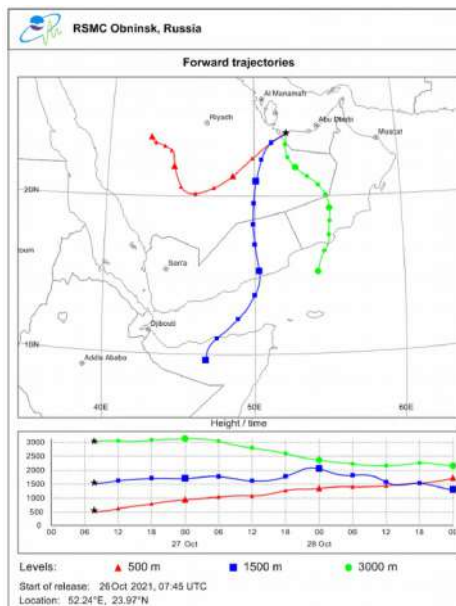 RSMC Obninsk, Russia
Forward trajectories
Al Manamah
Riyadh
Abu Dhabi
Muscat
20N
San'a
Djibouti
10N
Addis Ababa
40E
50E
60E
Height / time
3000
2500
2000
1500
1000
500
0
00 06 12 18 00 06 12 18 00 06 12 18 00
27 Oct 28 Oct
Levels: 500 m 1500 m 3000 m
Start of release: 26 Oct 2021, 07:45 UTC
Location: 52.24°E, 23.97°N